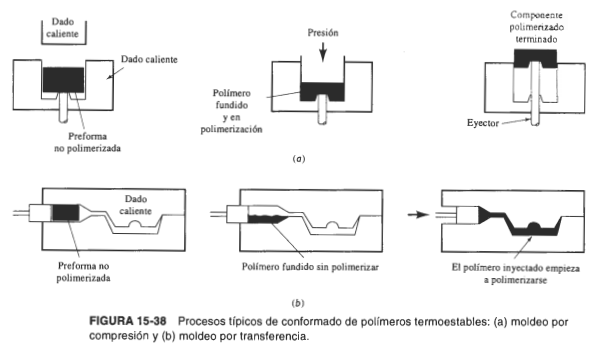 Dado
caliente
Dado caliente
Preforma
no polimerizada
Presión
Polímero
fundido
y en
polimerización
Componente
polimerizado
terminado
Eyector
(a)
Dado
caliente
Preforma no
polimerizada
Polímero fundido sin polimerizar
El polímero inyectado empieza
a polimerizarse
(b)
FIGURA 15-38 Procesos típicos de conformado de polímeros termoestables: (a) moldeo por
compresión y (b) moldeo por transferencia.